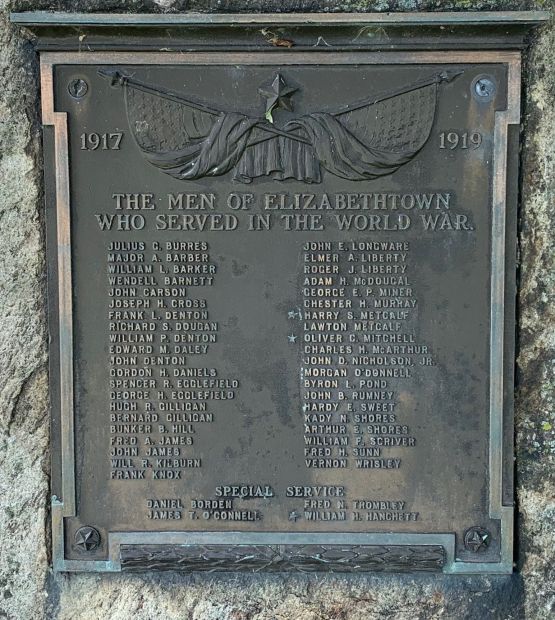 1917
1919
THE MEN OF ELIZABETHTOWN
WHO SERVED IN THE WORLD WAR.
JULIUS C. BURRES
MAJOR A. BARBER
WILLIAM L. BARKER
WENDELL BARNETT
JOHN CARSON
JOSEPH H. CROSS
FRANK L. DENTON
RICHARD S. DOUGAN
WILLIAM P. DENTON
EDWARD M. DALEY
JOHN DENTON
GORDON H. DANIELS
SPENCER R. EGGLEFIELD
GEORGE H. EGGLEFIELD
HUGH R. GILLIGAN
BERNARD GILLIGAN
BUNKER B. HILL
FRED A. JAMES
JOHN JAMES
WILL R. KILBURN
FRANK KNOX
JOHN E. LONGWARE
ELMER A. LIBERTY
ROGER J. LIBERTY
ADAM H. McDOUGAL
GEORGE E. P. MINER
CHESTER H. MURRAY
HARRY S. METCALF
LAWTON METCALF
OLIVER C. MITCHELL
CHARLES H. McARTHUR
JOHN D. NICHOLSON, JR.
MORGAN O'DONNELL
BYRON L. POND
JOHN B. RUMNEY
HARDY E. SWEET
KADY N. SHORES
ARTHUR E. SHORES
WILLIAM F. SCRIVER
FRED H. SUNN
VERNON WRISLEY
SPECIAL SERVICE
DANIEL BORDEN
JAMES T. O'CONNELL
FRED N. TROMBLEY
WILLIAM H. HANCHETT